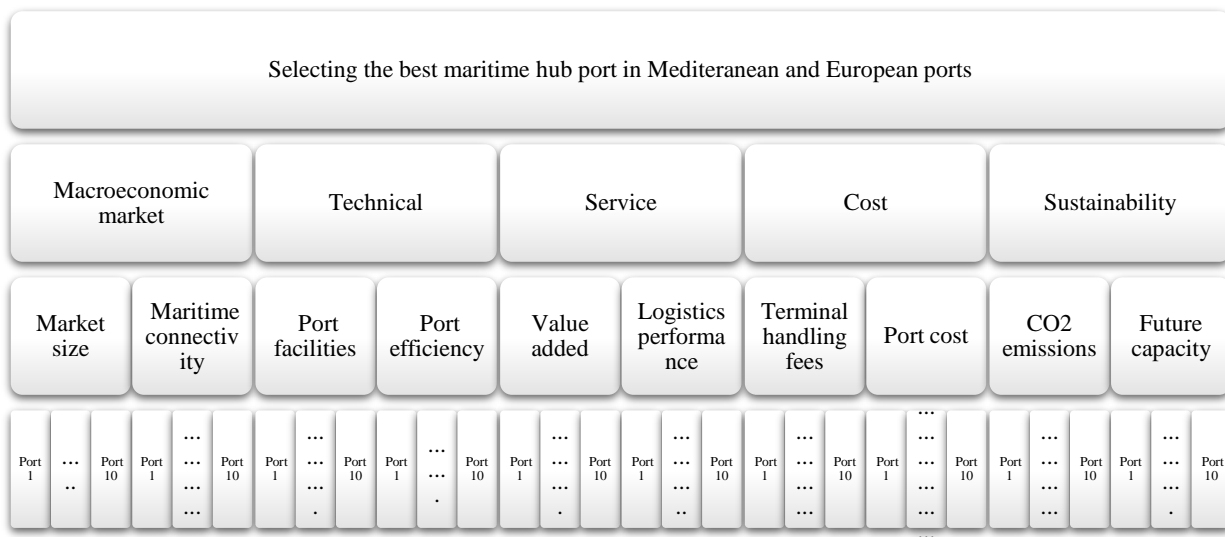 Selecting the best maritime hub port in Mediteranean and European ports
Macroeconomic
market
Technical
Service
Cost
Sustainability
Market
size
Maritime
connectiv
ity
Port
facilities
Port
efficiency
Value
added
Logistics
performa
nce
Terminal
handling
fees
Port cost
CO2
emissions
Future
capacity
Port
1
...
..
Port
10
Port
1
...
...
...
...
Port
10
Port
1
...
...
...
.
Port
10
Port
1
...
...
.
Port
10
Port
1
...
...
...
.
Port
10
Port
1
...
...
...
..
Port
10
Port
1
...
...
...
...
Port
10
Port
1
...
...
...
...
...
...
Port
10
Port
1
...
...
...
...
Port
10
Port
1
...
...
...
.
Port
10